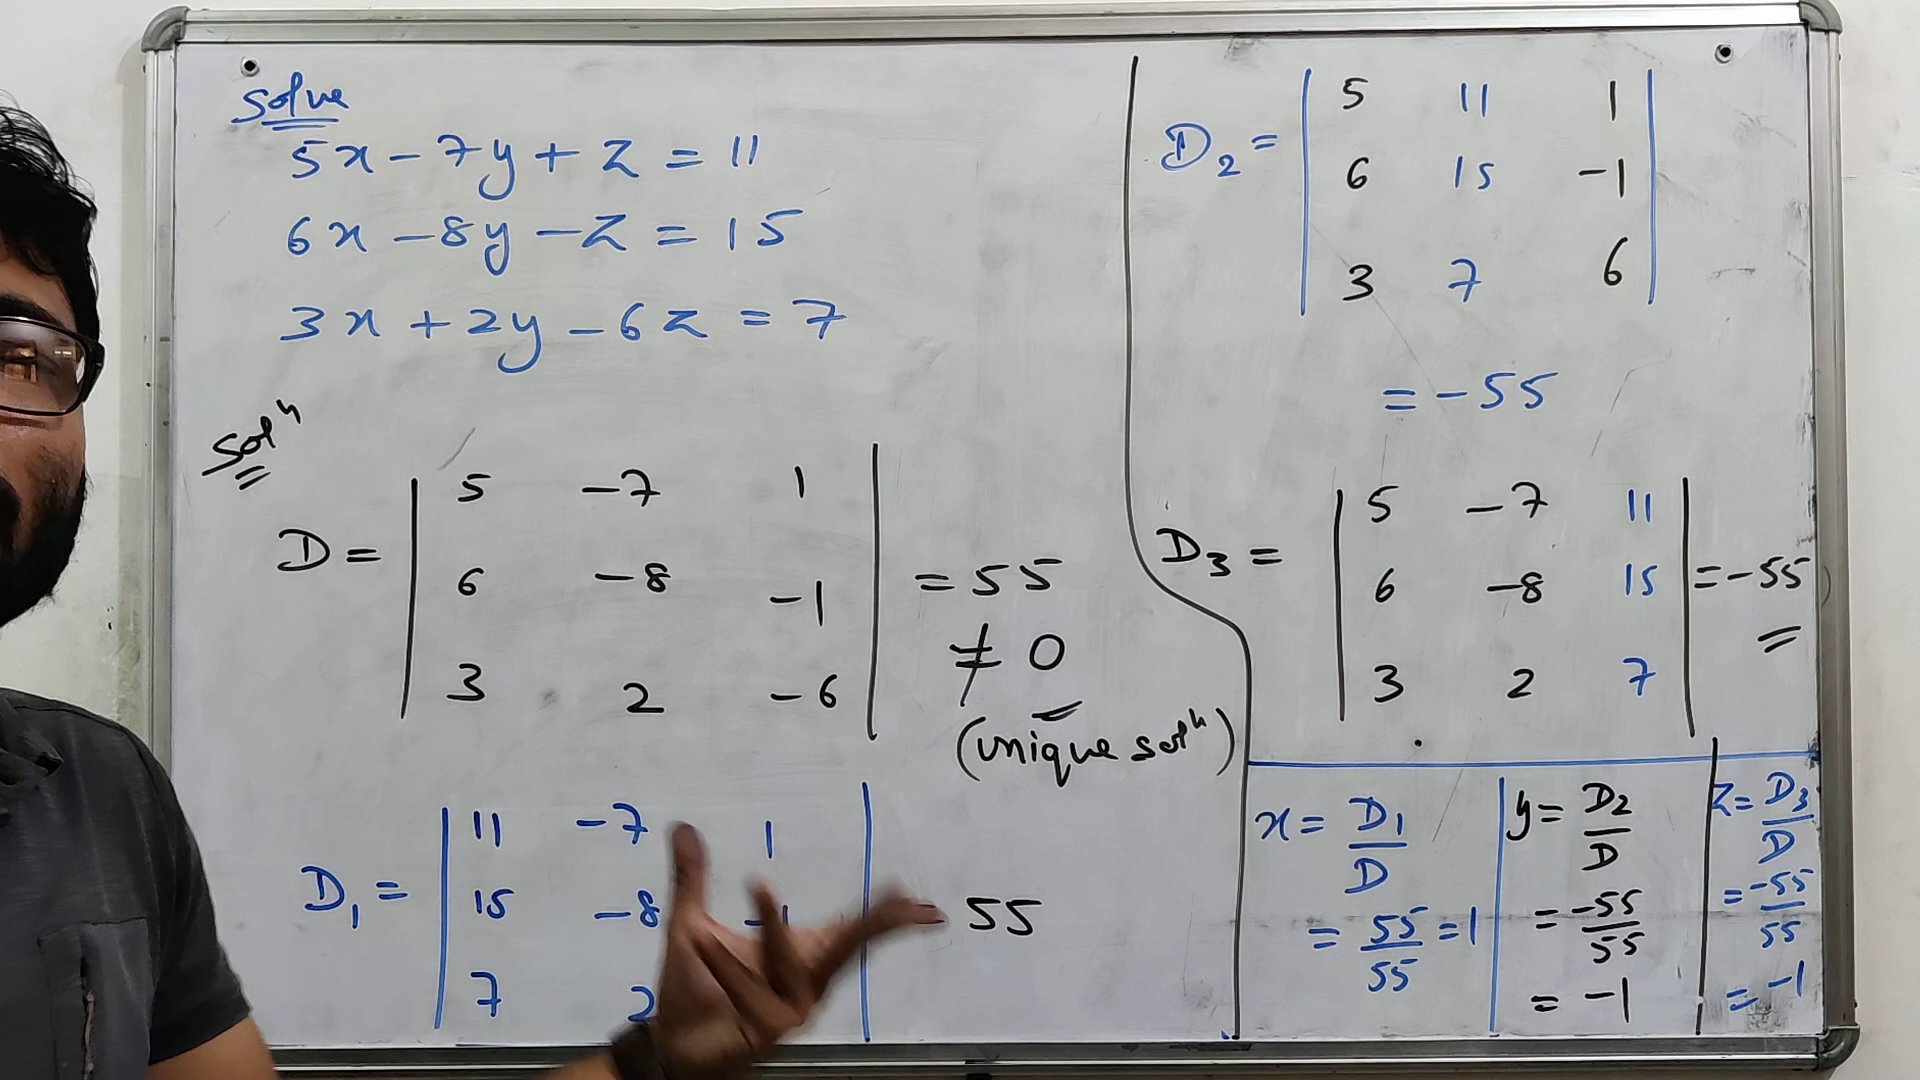 Solve
5x - 7y + z = 11
6x - 8y - z = 15
3x + 2y - 6z = 7
Solⁿ
D = | 5 -7 1 |
| 6 -8 -1 | = 55
| 3 2 -6 | ≠ 0
(unique solⁿ)
D₁ = | 11 -7 1 |
| 15 -8 -1 | = 55
| 7 2 |
D₂ = | 5 11 1 |
| 6 15 -1 |
| 3 7 6 |
= -55
D₃ = | 5 -7 11 |
| 6 -8 15 | = -55
| 3 2 7 |
x = D₁/D
= 55/55 = 1
y = D₂/D
= -55/55
= -1
z = D₃/D
= -55/55
= -1